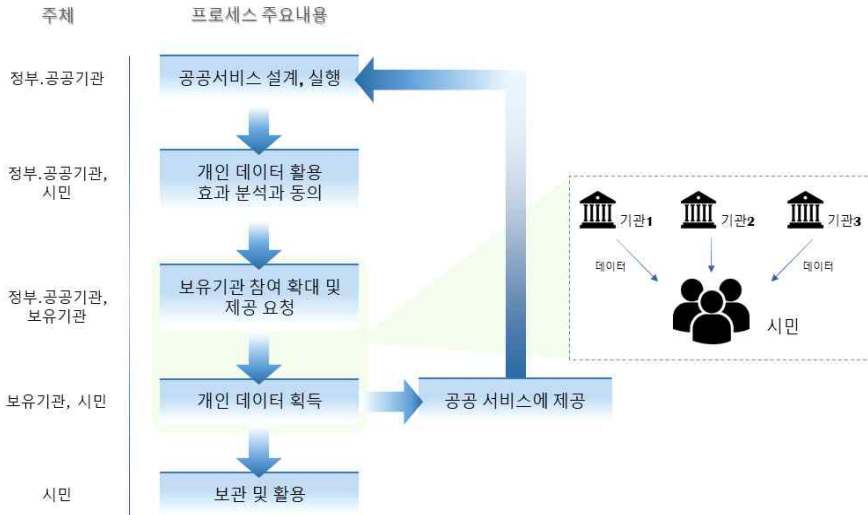 주체 프로세스 주요내용
정부.공공기관 공공서비스 설계, 실행
정부.공공기관,
시민
개인 데이터 활용
효과 분석과 동의
정부.공공기관,
보유기관
보유기관 참여 확대 및
제공 요청
보유기관, 시민 개인 데이터 획득 공공 서비스에 제공
시민 보관 및 활용
기관1 기관2 기관3
데이터 데이터
시민